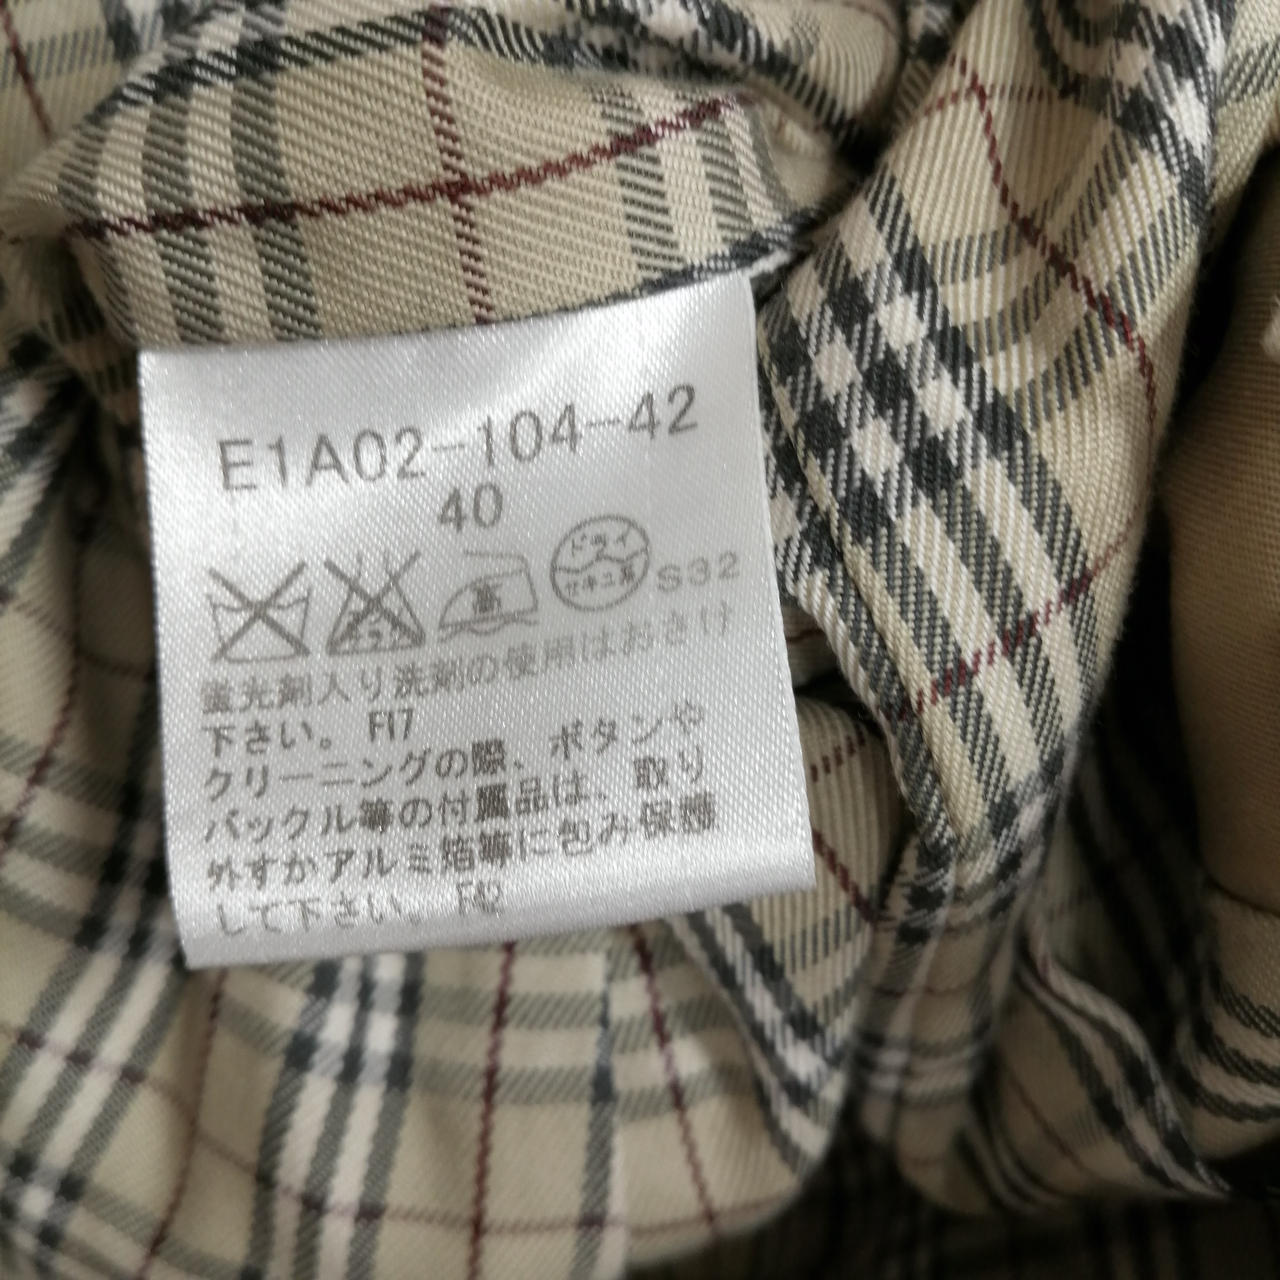 E1A02-104-42
40
高 ドライ セキユ系 S32
蛍光剤入り洗剤の使用はおさけ
下さい。 F17
クリーニングの際、ボタンや
バックル等の付属品は、取り
外すかアルミ箔等に包み保護
して下さい。 F42